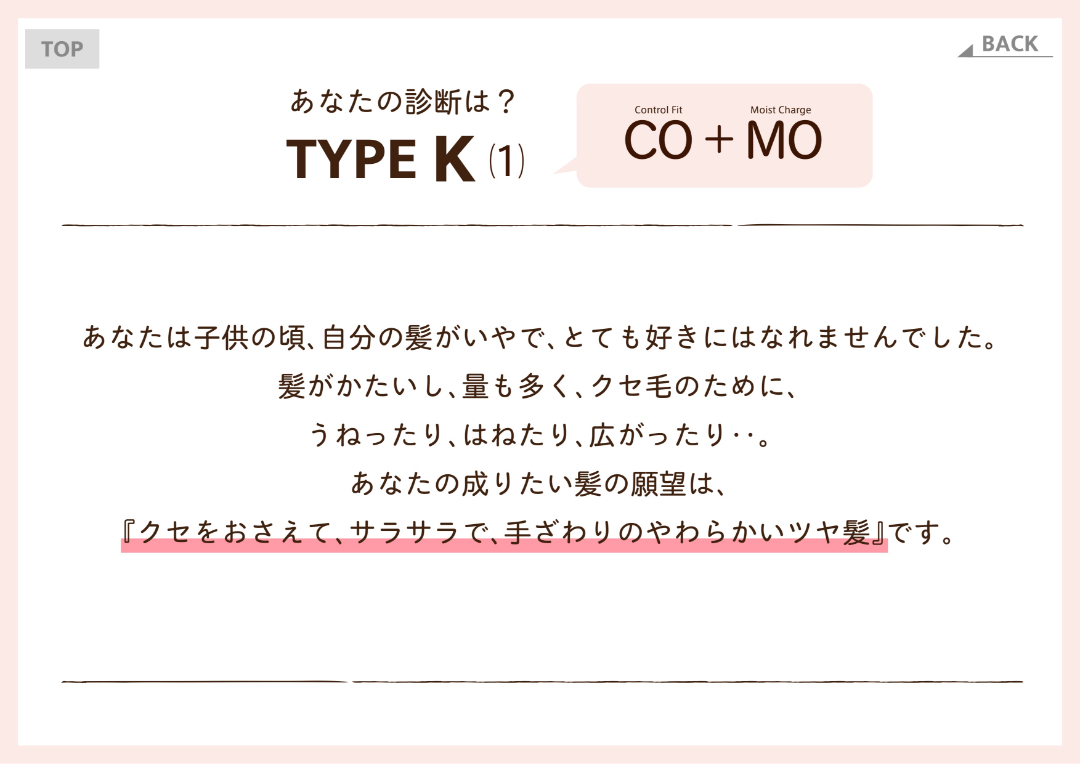 TOP
BACK
あなたの診断は？
TYPE K (1)
Control Fit
Moist Charge
CO＋MO
あなたは子供の頃、自分の髪がいやで、とても好きにはなれませんでした。
髪がかたいし、量も多く、クセ毛のために、
うねったり、はねたり、広がったり‥。
あなたの成りたい髪の願望は、
『クセをおさえて、サラサラで、手ざわりのやわらかいツヤ髪』です。